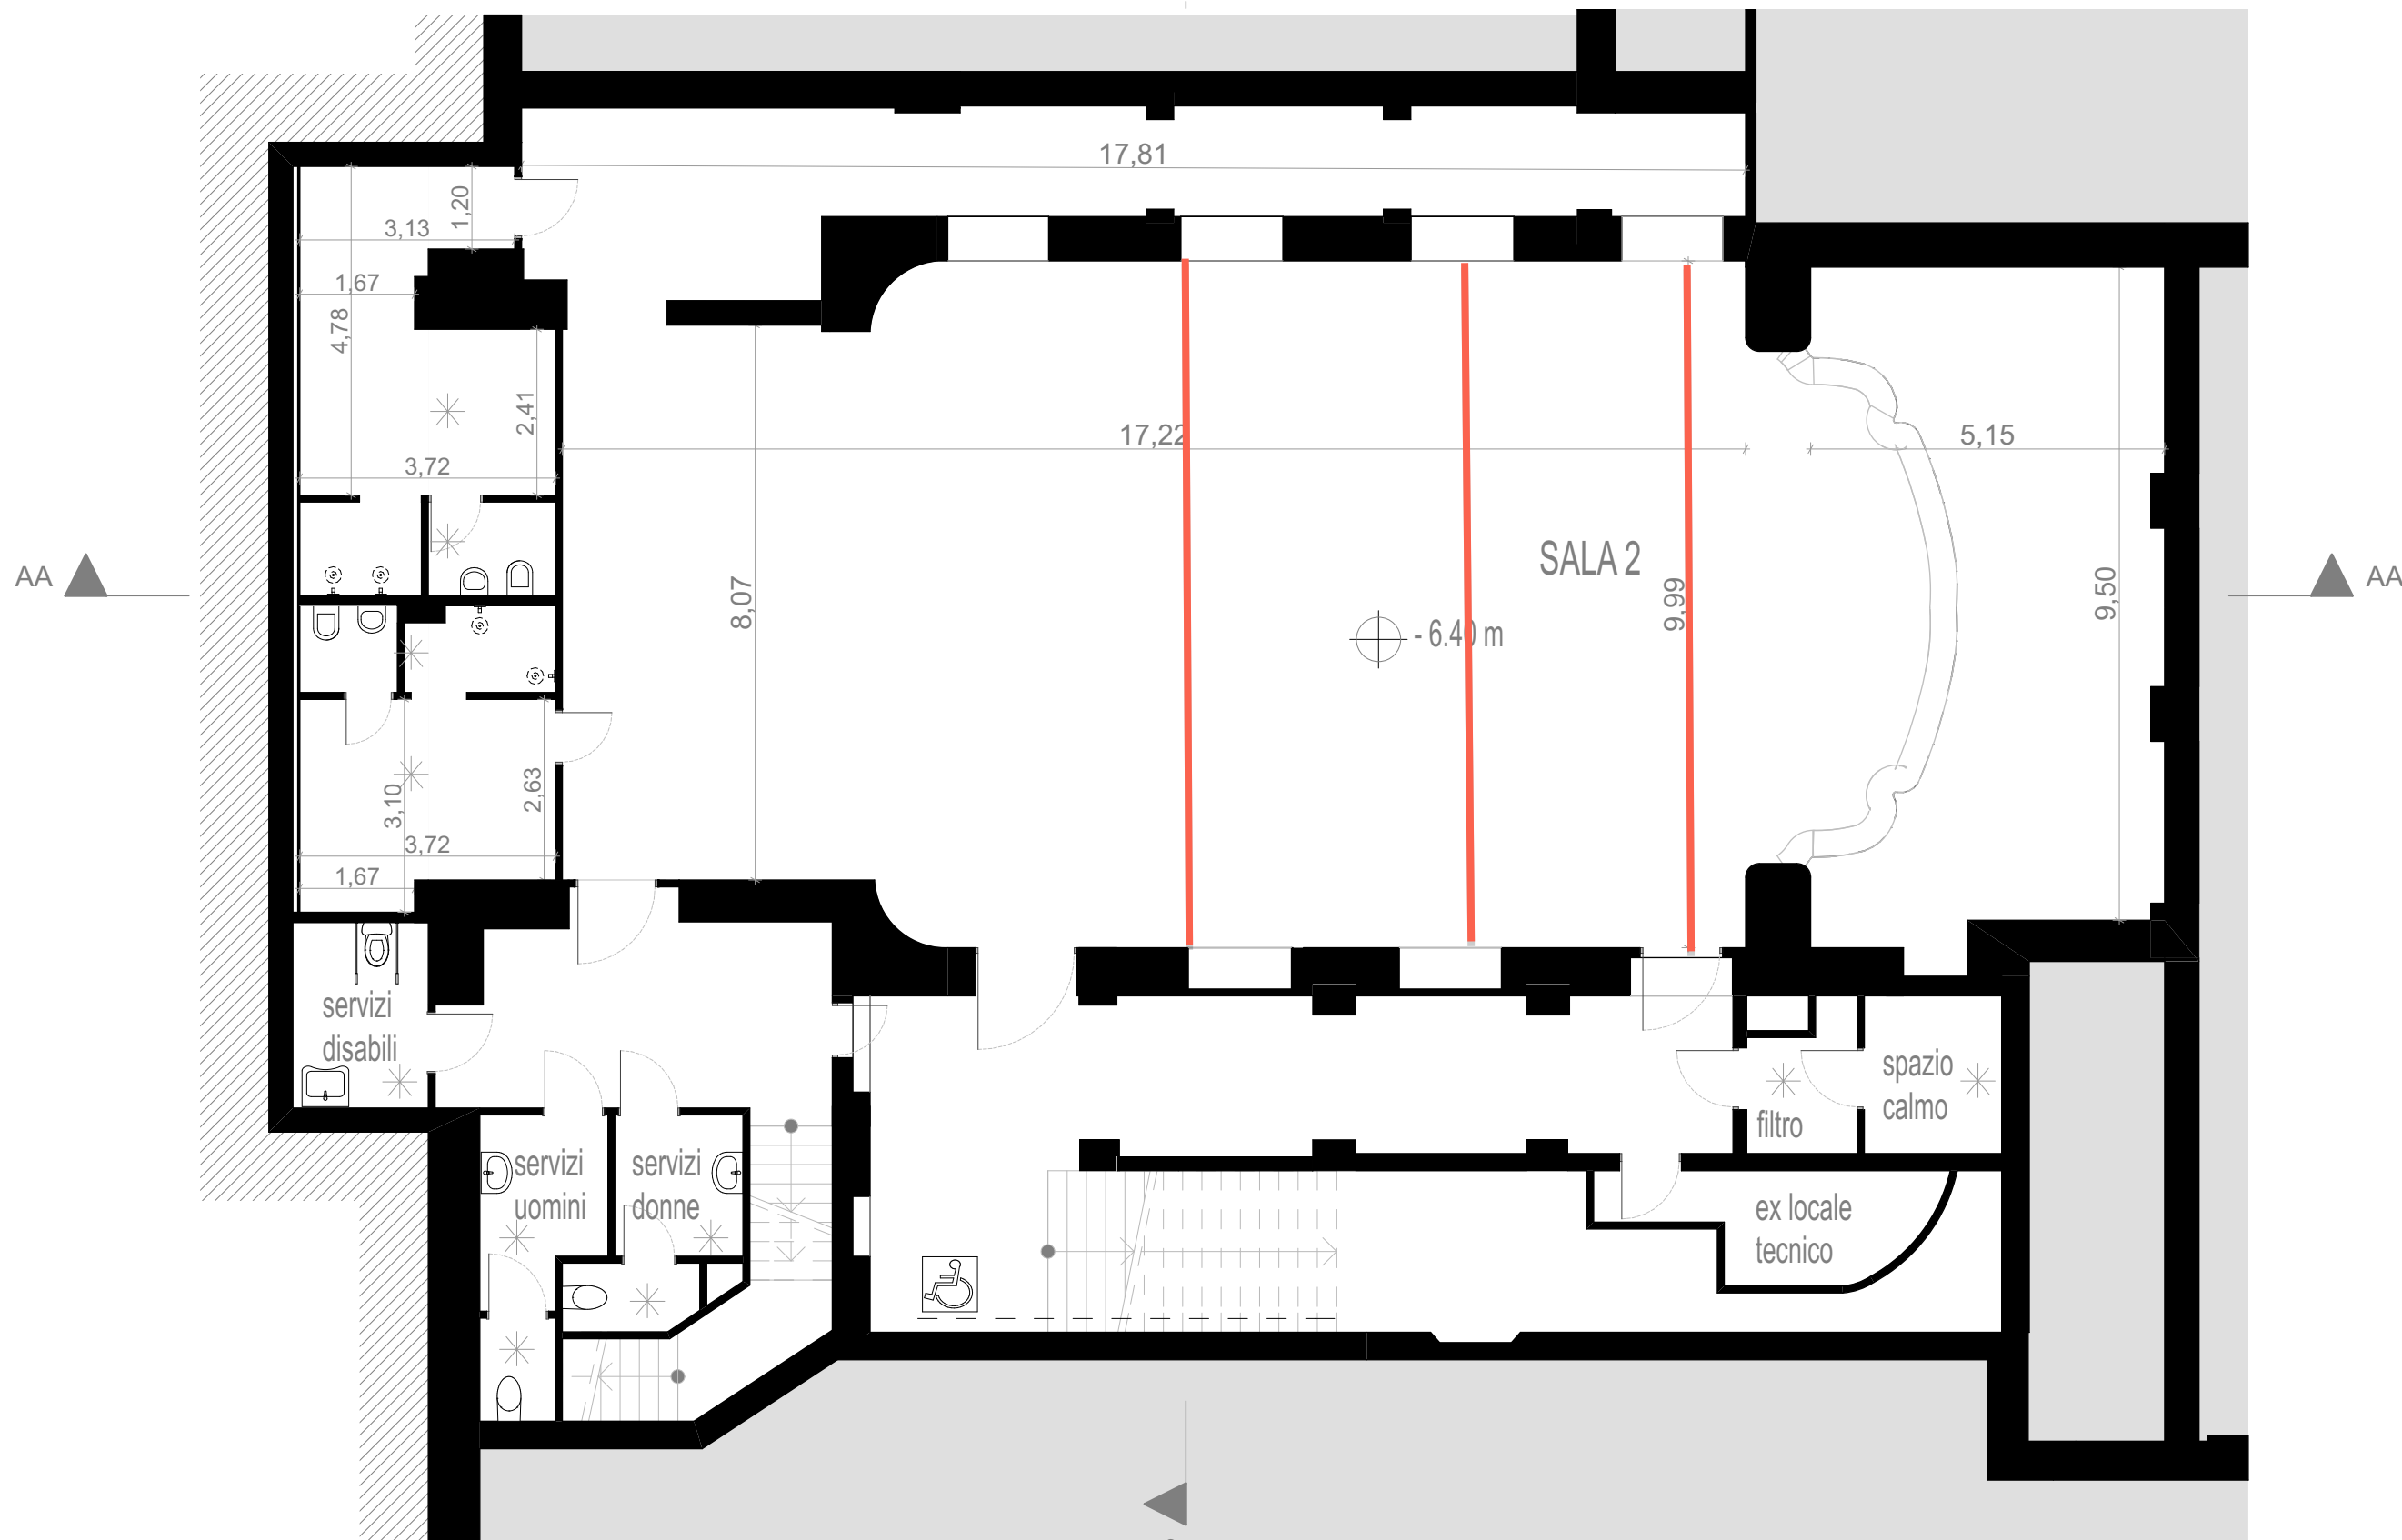 17,81
1,20
3,13
1,67
4,78
2,41
17,22
5,15
3,72
SALA 2
AA
AA
8,07
9,99
9,50
- 6.40 m
3,10
2,63
3,72
1,67
servizi
disabili
spazio
calmo
filtro
servizi
uomini
servizi
donne
ex locale
tecnico